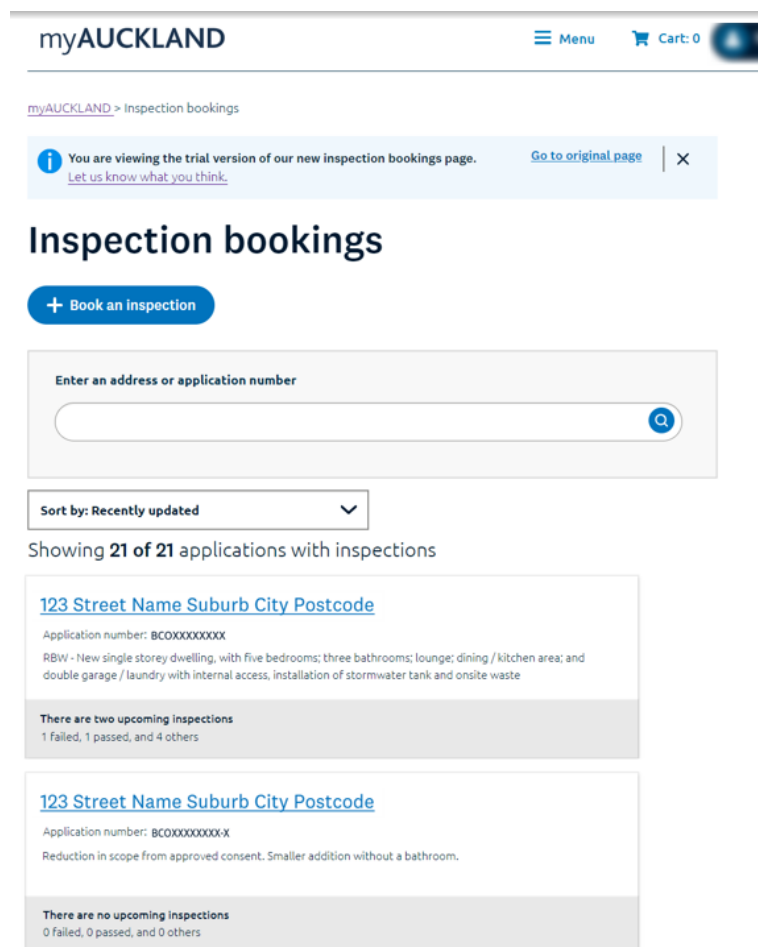 myAUCKLAND
Menu
Cart: 0
myAUCKLAND > Inspection bookings
You are viewing the trial version of our new inspection bookings page.
Go to original page
Let us know what you think.
Inspection bookings
Book an inspection
Enter an address or application number
Sort by: Recently updated
Showing 21 of 21 applications with inspections
123 Street Name Suburb City Postcode
Application number: BCOXXXXXXXX
RBW - New single storey dwelling, with five bedrooms; three bathrooms; lounge; dining / kitchen area; and
double garage / laundry with internal access, installation of stormwater tank and onsite waste
There are two upcoming inspections
1 failed, 1 passed, and 4 others
123 Street Name Suburb City Postcode
Application number: BCOXXXXXXXX-X
Reduction in scope from approved consent. Smaller addition without a bathroom.
There are no upcoming inspections
0 failed, 0 passed, and 0 others